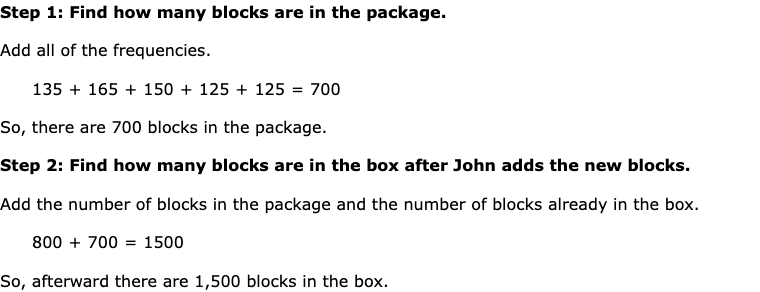 Step 1: Find how many blocks are in the package.
Add all of the frequencies.
135 + 165 + 150 + 125 + 125 = 700
So, there are 700 blocks in the package.
Step 2: Find how many blocks are in the box after John adds the new blocks.
Add the number of blocks in the package and the number of blocks already in the box.
800 + 700 = 1500
So, afterward there are 1,500 blocks in the box.